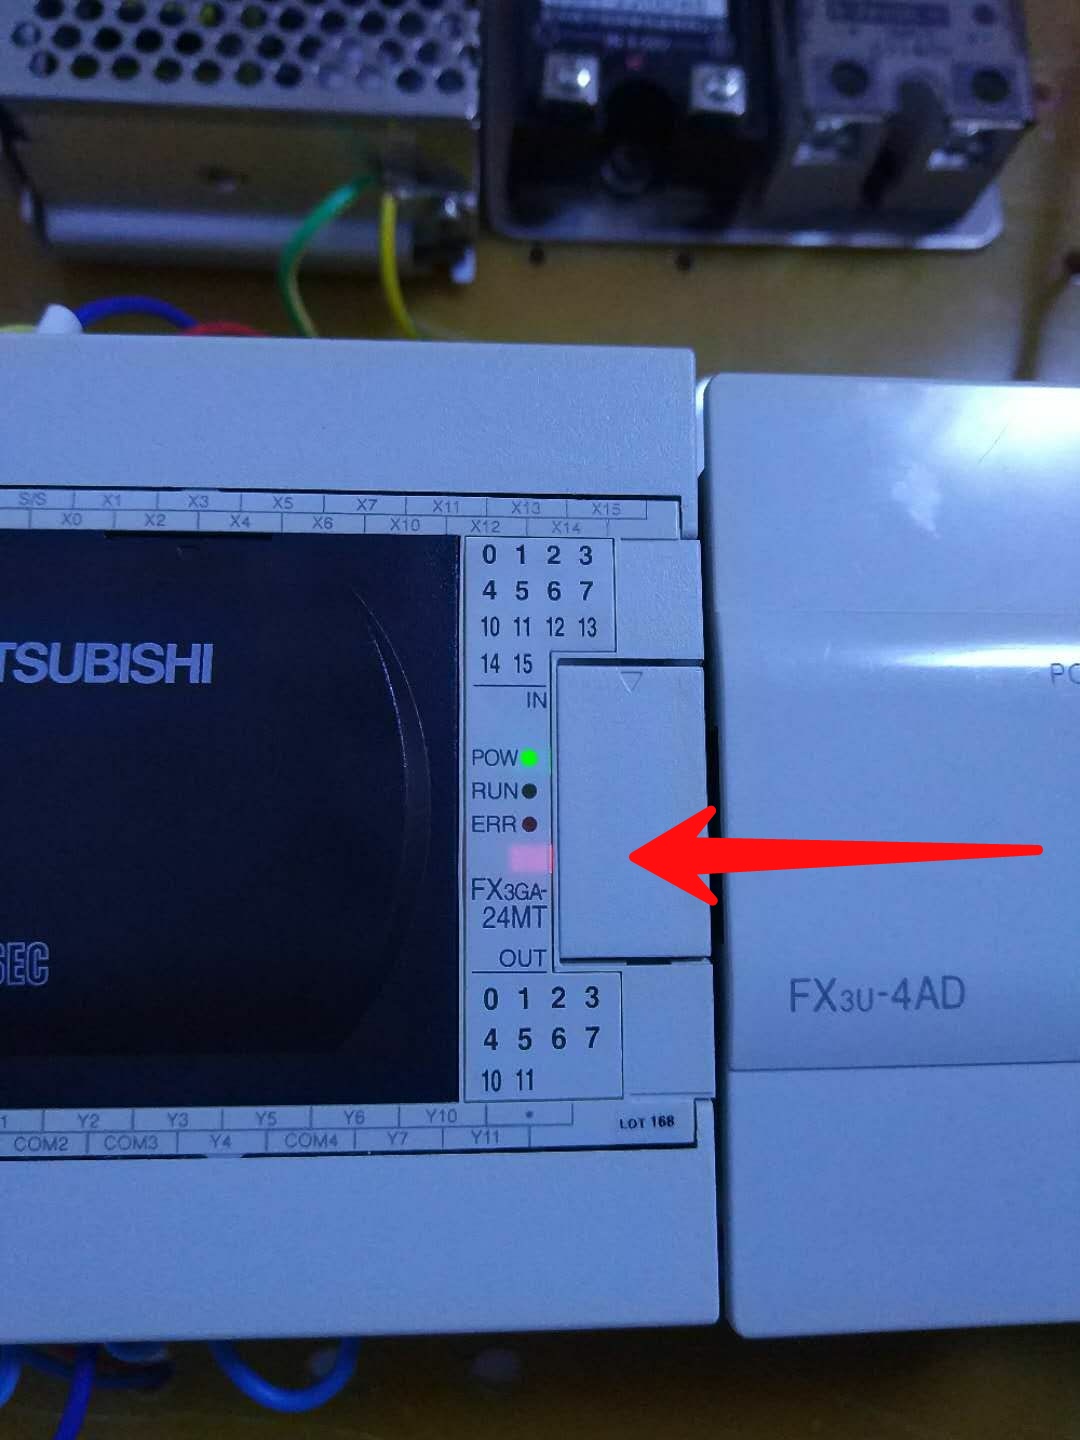 S/S X1 X3 X5 X7 X11 X13 X15
X0 X2 X4 X6 X10 X12 X14
0 1 2 3
4 5 6 7
10 11 12 13
14 15
IN
TSUBISHI
POW
RUN
ERR
FX3GA-
24MT
OUT
0 1 2 3
4 5 6 7
10 11
SEC
1 Y2 Y3 Y5 Y6 Y10 •
COM2 COM3 Y4 COM4 Y7 Y11
LOT 168
PO
FX3U-4AD